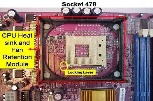 Socket 478
CPU Heat
sink and
Fan
Retention
Module
Locking Lever